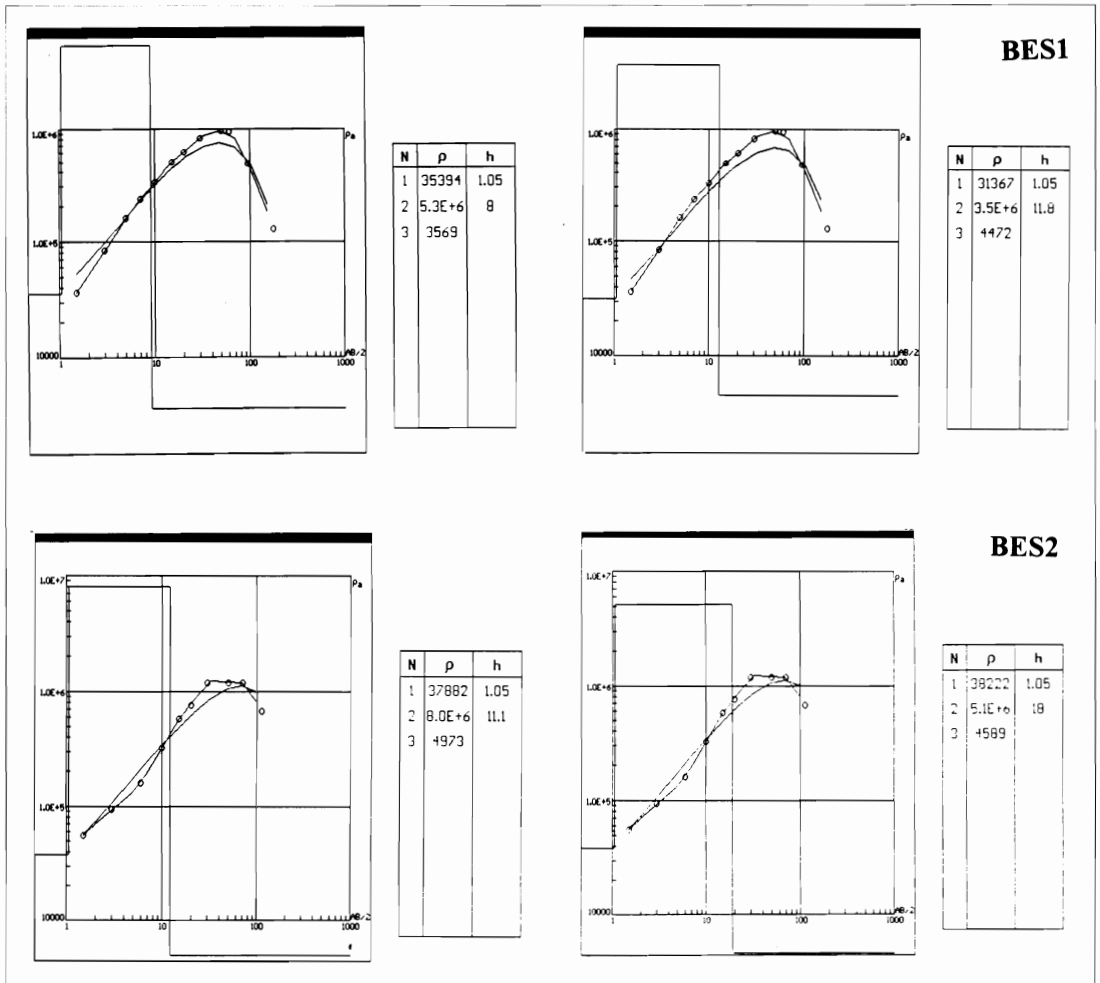 BES1
1.0E+6
ρa
1.0E+5
10000
AB/2
1
10
100
1000
N ρ h
1 35394 1.05
2 5.3E+6 8
3 3569
1.0E+6
ρa
1.0E+5
10000
AB/2
1
10
100
1000
N ρ h
1 31367 1.05
2 3.5E+6 11.8
3 4472
BES2
1.0E+7
ρa
1.0E+6
1.0E+5
10000
AB/2
1
10
100
1000
N ρ h
1 37882 1.05
2 8.0E+6 11.1
3 4973
1.0E+7
ρa
1.0E+6
1.0E+5
10000
AB/2
1
10
100
1000
N ρ h
1 38222 1.05
2 5.1E+6 18
3 4589